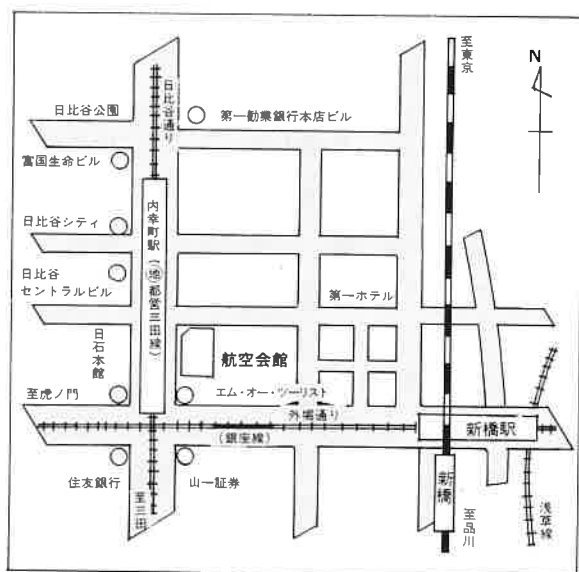 至東京
N
日比谷通り
日比谷公園
第一勧業銀行本店ビル
富国生命ビル
日比谷シティ
内幸町駅(地)都営三田線)
日比谷
セントラルビル
第一ホテル
日石本館
航空会館
至虎ノ門
エム・オー・ツーリスト
外堀通り
(銀座線)
新橋駅
住友銀行
至三田
山一証券
新橋
至品川
浅草線